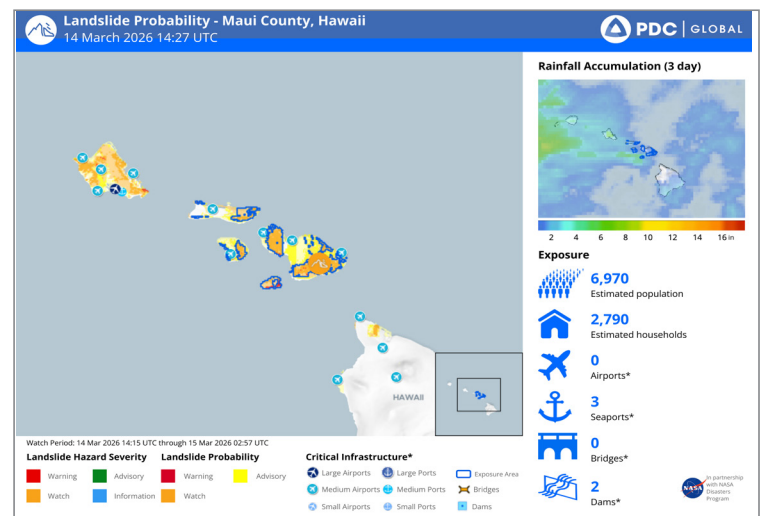 Landslide Probability - Maui County, Hawaii
14 March 2026 14:27 UTC
PDC GLOBAL
Rainfall Accumulation (3 day)
2 4 6 8 10 12 14 16 in
Exposure
6,970
Estimated population
2,790
Estimated households
0
Airports*
3
Seaports*
0
Bridges*
2
Dams*
NASA
In partnership
with NASA
Disasters
Program
HAWAII
Watch Period: 14 Mar 2026 14:15 UTC through 15 Mar 2026 02:57 UTC
Landslide Hazard Severity
Warning
Advisory
Watch
Information
Landslide Probability
Warning
Advisory
Watch
Critical Infrastructure*
Large Airports
Large Ports
Exposure Area
Medium Airports
Medium Ports
Bridges
Small Airports
Small Ports
Dams